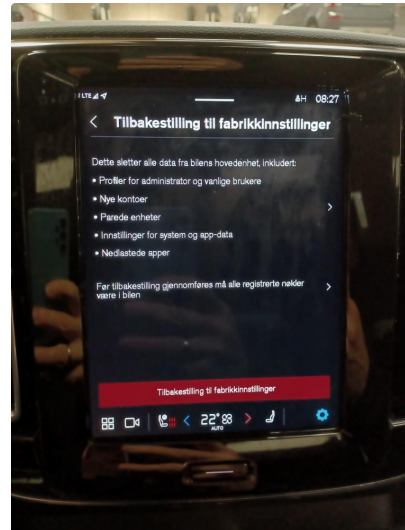 LTE 8H 08:27
Tilbakestilling til fabrikkinnstillinger
Dette sletter alle data fra bilens hovedenhet, inkludert:
• Profiler for administrator og vanlige brukere
• Nye kontoer
• Parede enheter
• Innstillinger for system og app-data
• Nedlastede apper
Før tilbakestilling gjennomføres må alle registrerte nøkler
være i bilen
Tilbakestilling til fabrikkinnstillinger
22°
AUTO